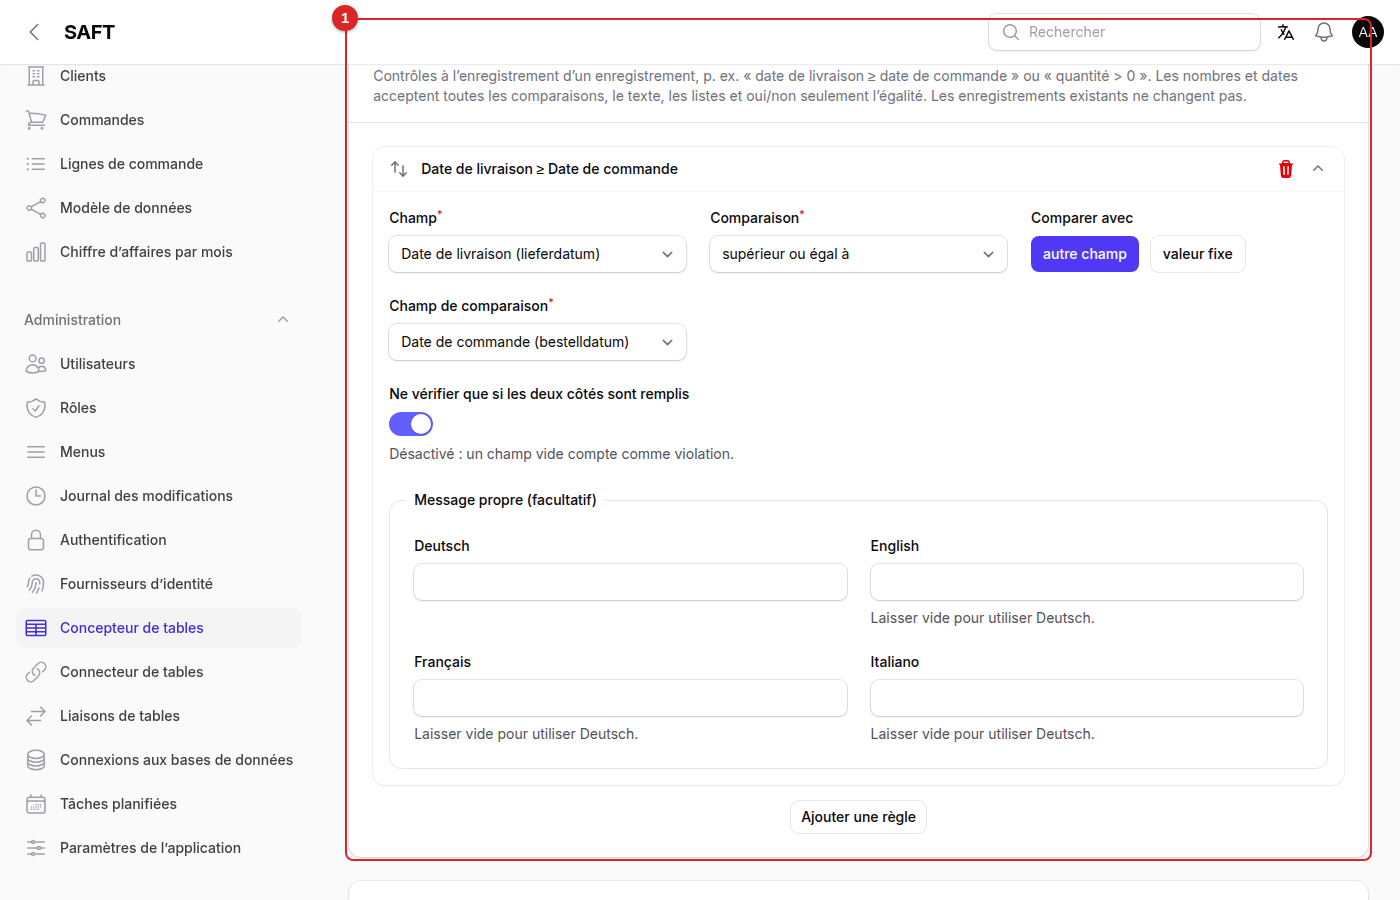 SAFT
1
Rechercher
AA
Clients
Commandes
Lignes de commande
Modèle de données
Chiffre d’affaires par mois
Administration
Utilisateurs
Rôles
Menus
Journal des modifications
Authentification
Fournisseurs d’identité
Concepteur de tables
Connecteur de tables
Liaisons de tables
Connexions aux bases de données
Tâches planifiées
Paramètres de l’application
Contrôles à l’enregistrement d’un enregistrement, p. ex. « date de livraison ≥ date de commande » ou « quantité > 0 ». Les nombres et dates
acceptent toutes les comparaisons, le texte, les listes et oui/non seulement l’égalité. Les enregistrements existants ne changent pas.
Date de livraison ≥ Date de commande
Champ* Comparaison* Comparer avec
Date de livraison (lieferdatum) supérieur ou égal à autre champ valeur fixe
Champ de comparaison*
Date de commande (bestelldatum)
Ne vérifier que si les deux côtés sont remplis
Désactivé : un champ vide compte comme violation.
Message propre (facultatif)
Deutsch English
Laisser vide pour utiliser Deutsch.
Français Italiano
Laisser vide pour utiliser Deutsch. Laisser vide pour utiliser Deutsch.
Ajouter une règle